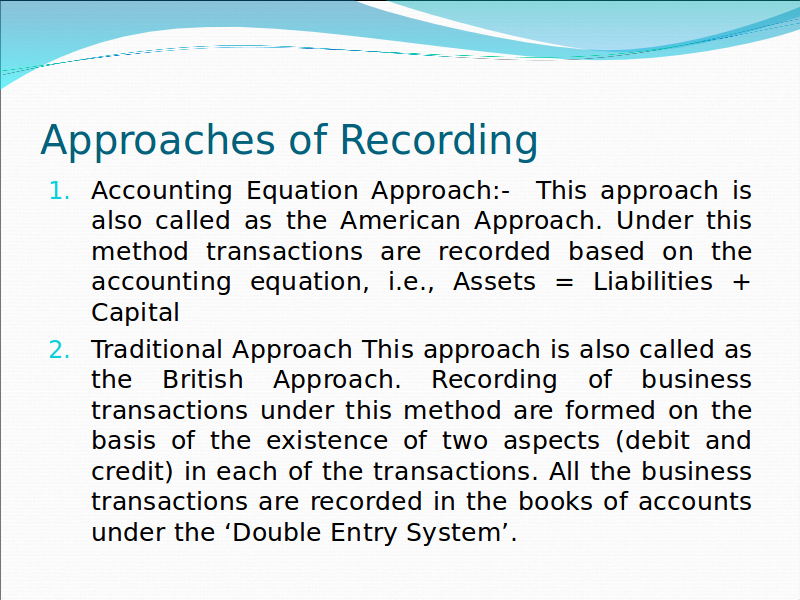 Approaches of Recording
1. Accounting Equation Approach:-  This approach is
also called as the American Approach. Under this
method transactions are recorded based on the
accounting equation, i.e., Assets = Liabilities +
Capital
2. Traditional Approach This approach is also called as
the British Approach. Recording of business
transactions under this method are formed on the
basis of the existence of two aspects (debit and
credit) in each of the transactions. All the business
transactions are recorded in the books of accounts
under the ‘Double Entry System’.